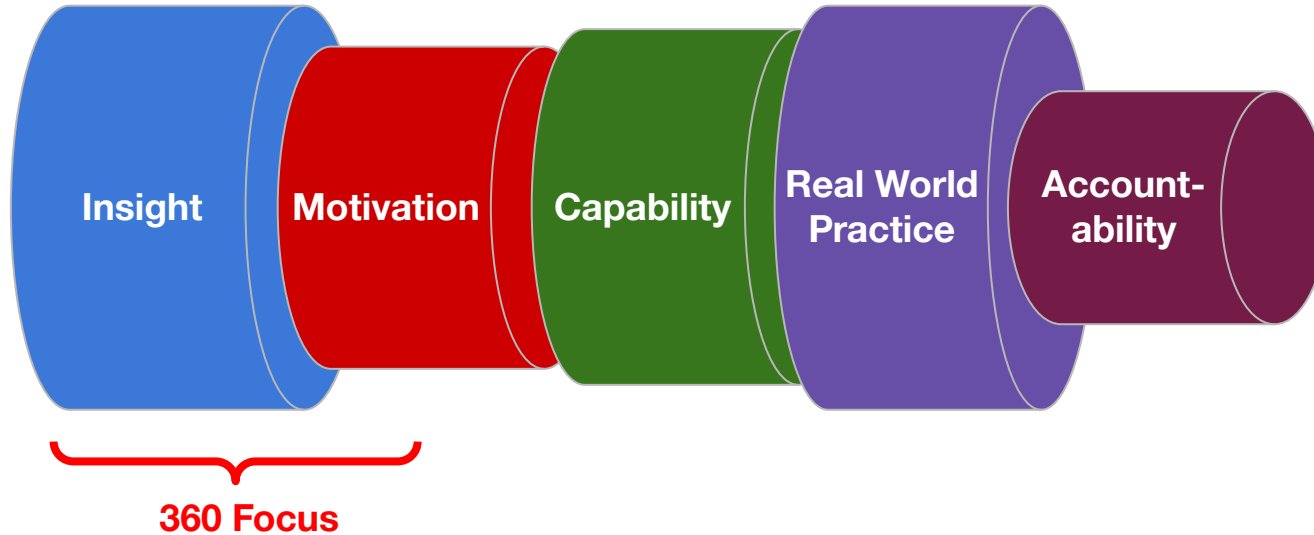 Insight
Motivation
Capability
Real World
Practice
Account-
ability
360 Focus